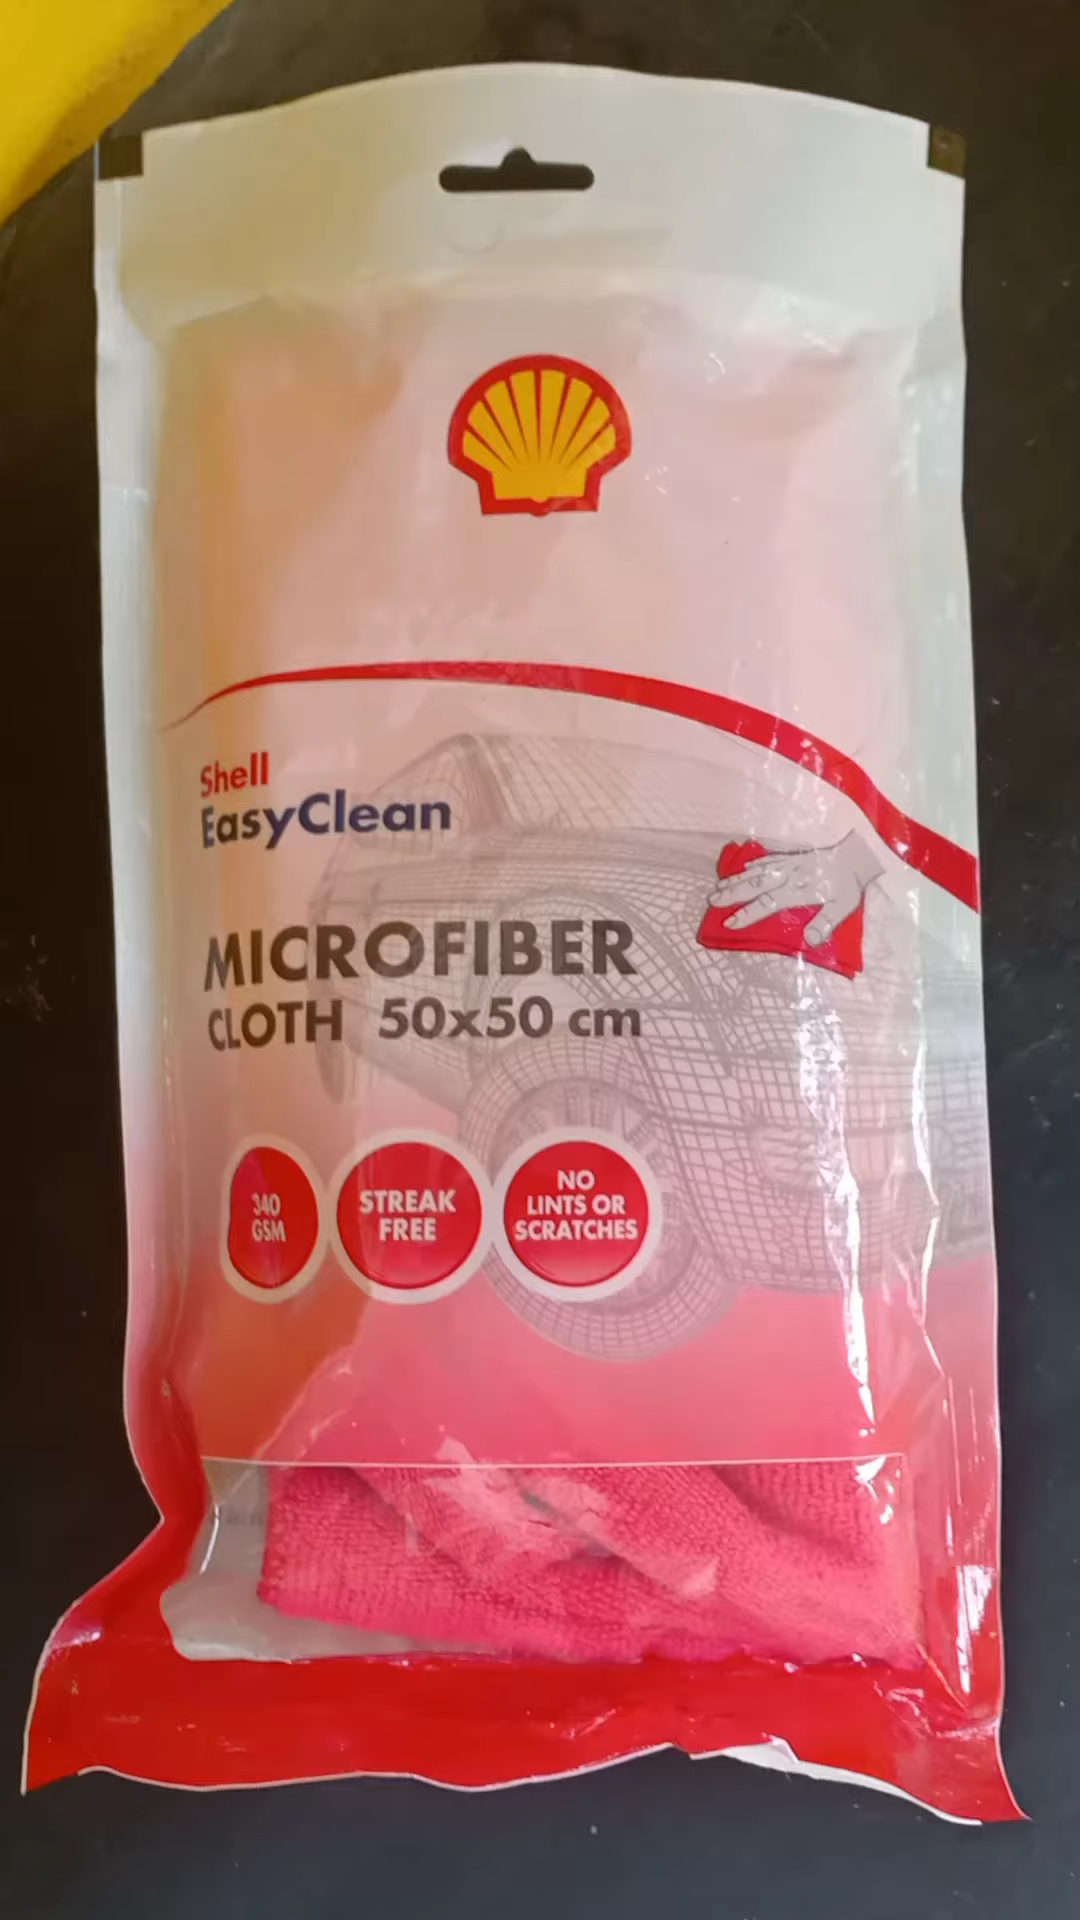 Shell
EasyClean
MICROFIBER
CLOTH 50x50 cm
340
GSM
STREAK
FREE
NO
LINTS OR
SCRATCHES